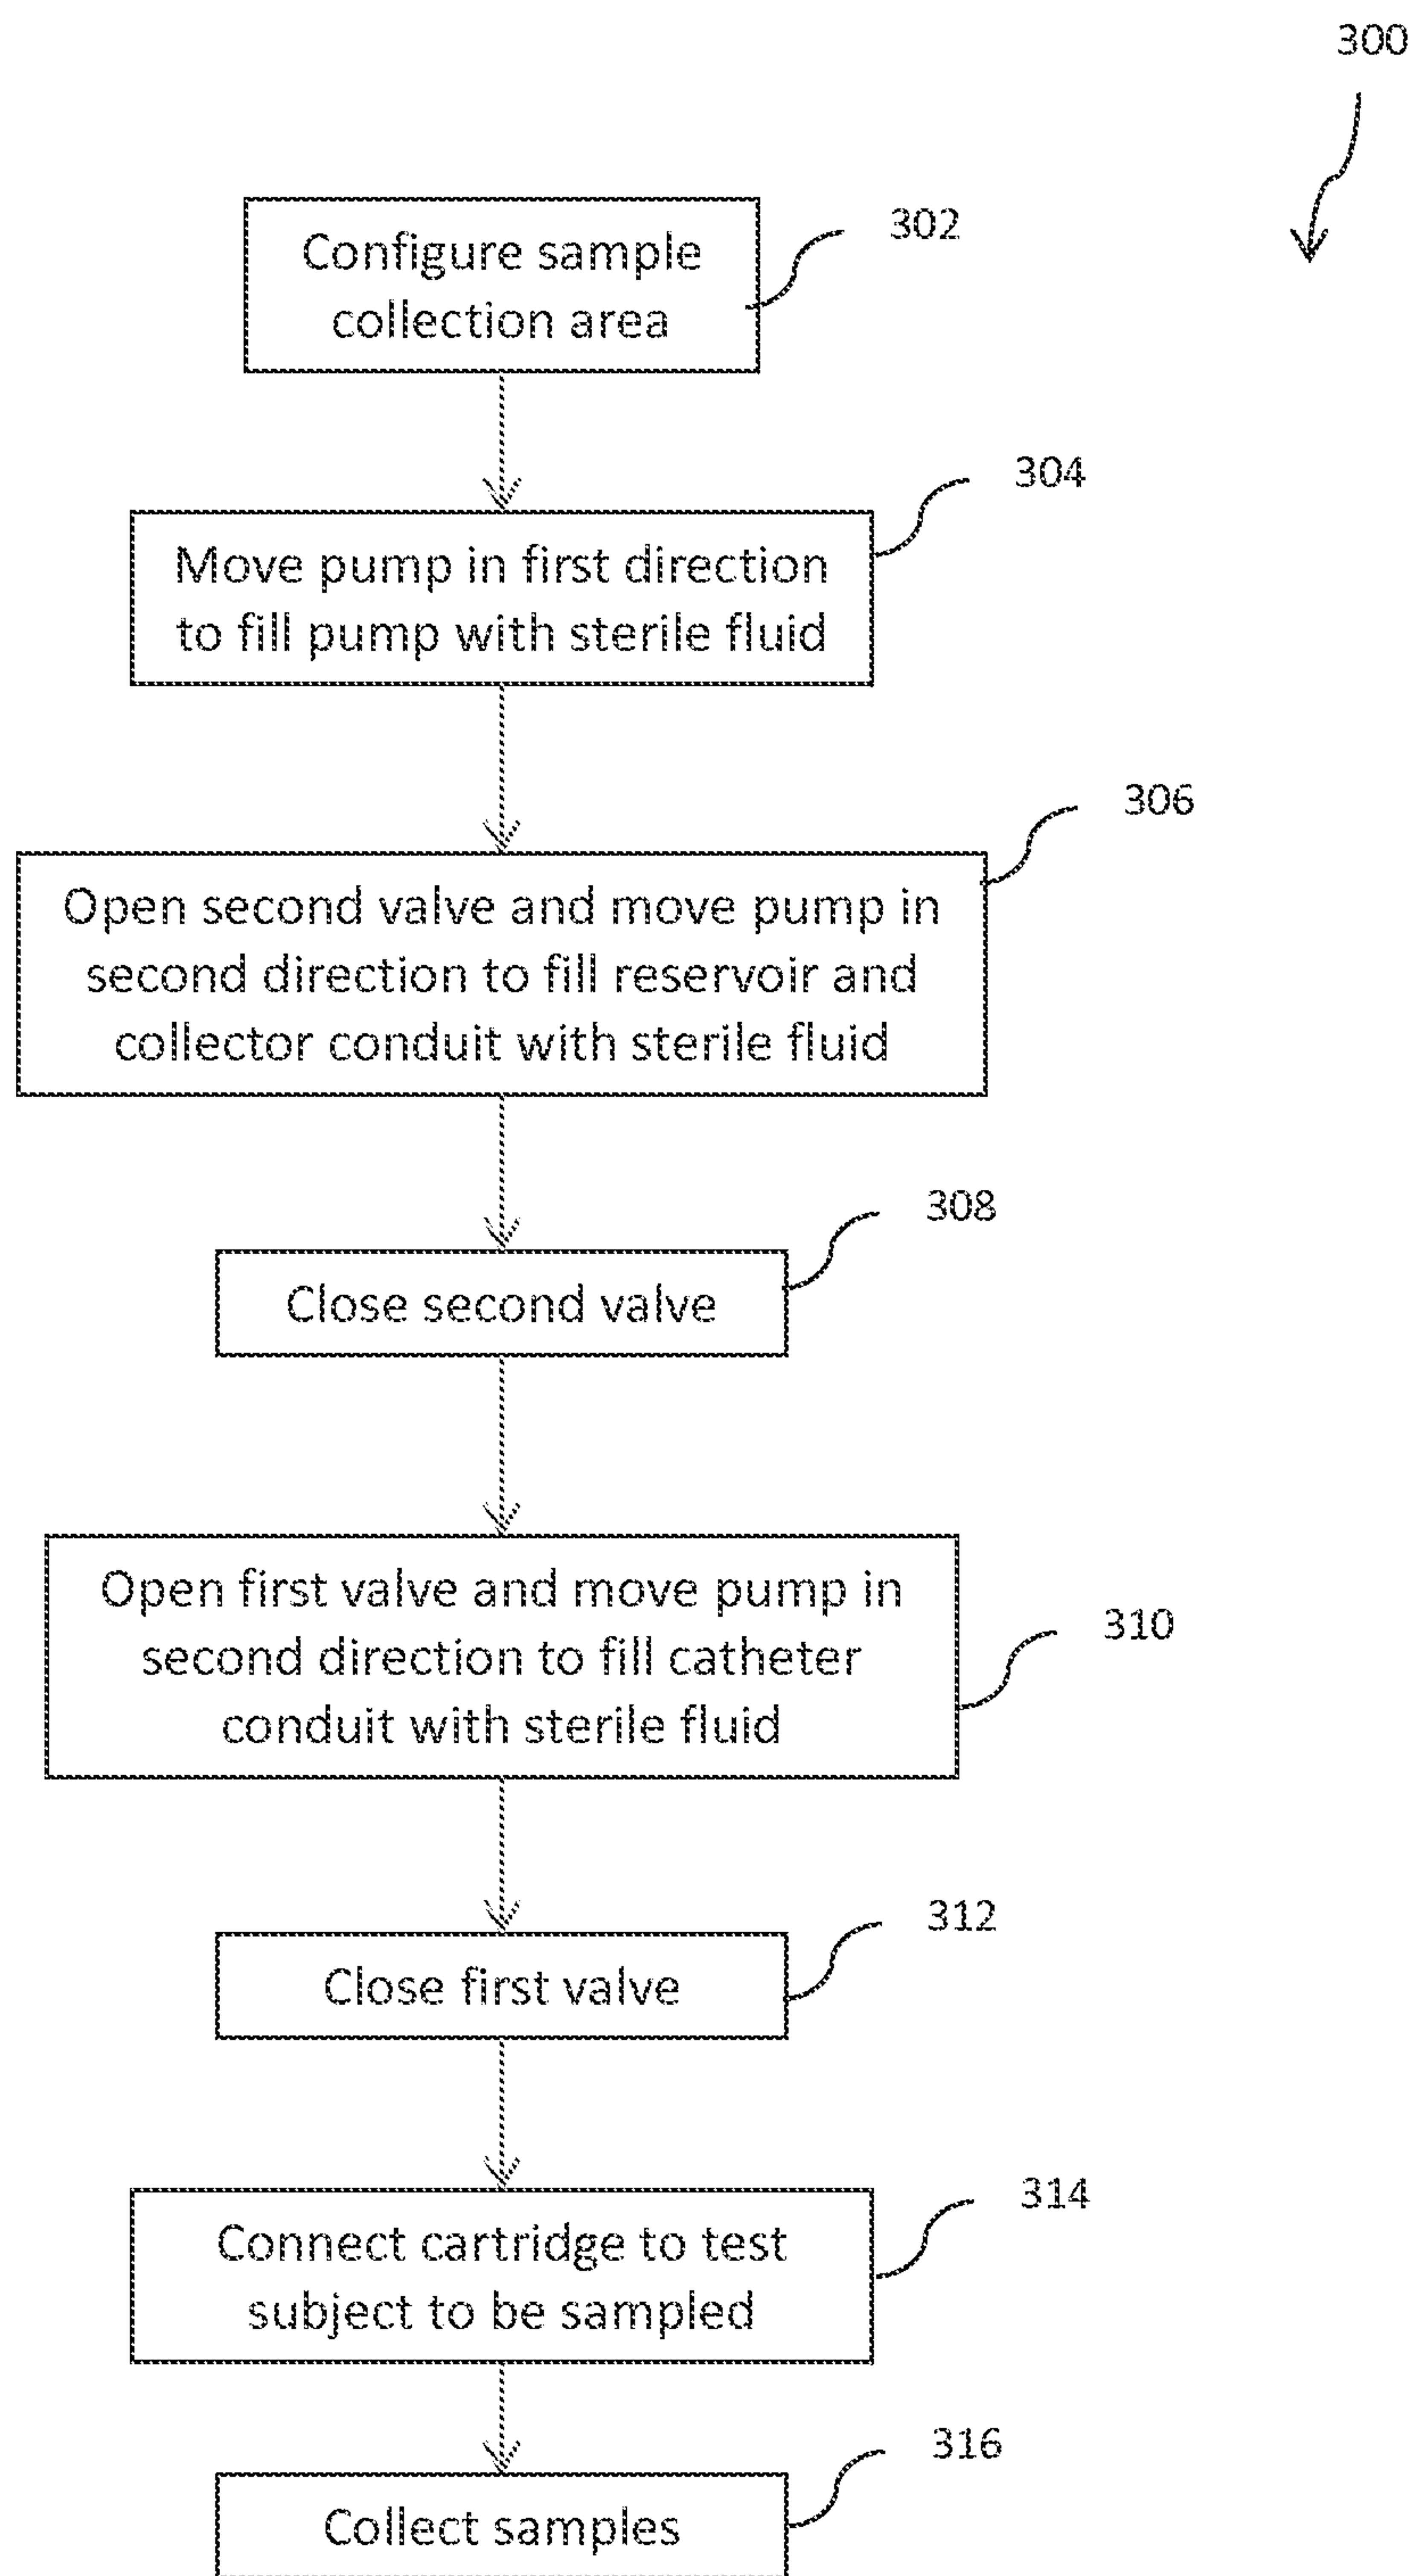 300
Configure sample
collection area
302
Move pump in first direction
to fill pump with sterile fluid
304
Open second valve and move pump in
second direction to fill reservoir and
collector conduit with sterile fluid
306
Close second valve
308
Open first valve and move pump in
second direction to fill catheter
conduit with sterile fluid
310
Close first valve
312
Connect cartridge to test
subject to be sampled
314
Collect samples
316